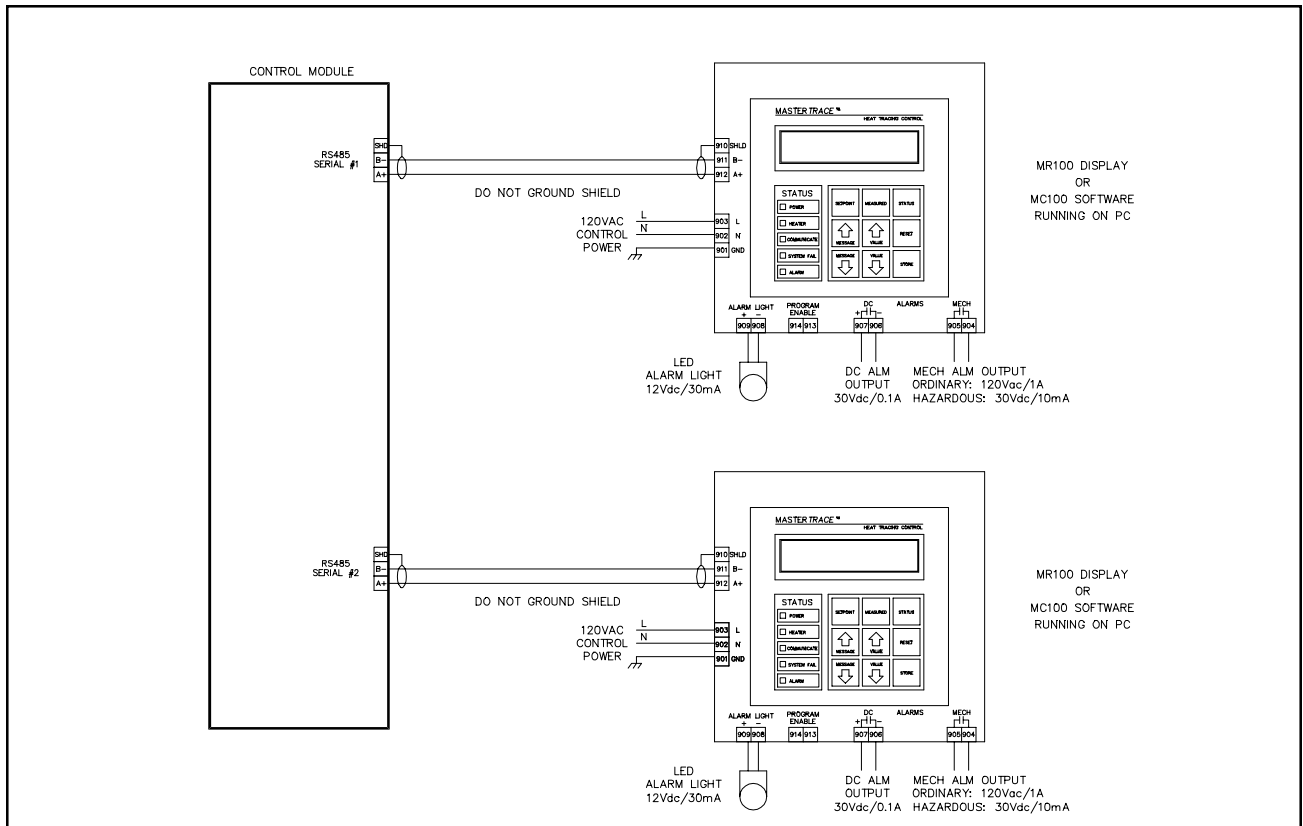 CONTROL MODULE
RS485
SERIAL #1
SHD
B-
A+
DO NOT GROUND SHIELD
120VAC
CONTROL
POWER
L
N
910 SHLD
911 B-
912 A+
903 L
902 N
901 GND
MASTERTRACE
HEAT TRACING CONTROL
STATUS
POWER
HEATER
COMMUNICATE
SYSTEM FAIL
ALARM
SETPOINT
MEASURED
STATUS
MESSAGE
VALUE
RESET
MESSAGE
VALUE
STORE
ALARM LIGHT
+ -
909 908
PROGRAM
ENABLE
914 913
DC
+ -
907 906
ALARMS
MECH
905 904
LED
ALARM LIGHT
12Vdc/30mA
DC ALM
OUTPUT
30Vdc/0.1A
MECH ALM OUTPUT
ORDINARY: 120Vac/1A
HAZARDOUS: 30Vdc/10mA
MR100 DISPLAY
OR
MC100 SOFTWARE
RUNNING ON PC
RS485
SERIAL #2
SHD
B-
A+
DO NOT GROUND SHIELD
120VAC
CONTROL
POWER
L
N
910 SHLD
911 B-
912 A+
903 L
902 N
901 GND
MASTERTRACE
HEAT TRACING CONTROL
STATUS
POWER
HEATER
COMMUNICATE
SYSTEM FAIL
ALARM
SETPOINT
MEASURED
STATUS
MESSAGE
VALUE
RESET
MESSAGE
VALUE
STORE
ALARM LIGHT
+ -
909 908
PROGRAM
ENABLE
914 913
DC
+ -
907 906
ALARMS
MECH
905 904
LED
ALARM LIGHT
12Vdc/30mA
DC ALM
OUTPUT
30Vdc/0.1A
MECH ALM OUTPUT
ORDINARY: 120Vac/1A
HAZARDOUS: 30Vdc/10mA
MR100 DISPLAY
OR
MC100 SOFTWARE
RUNNING ON PC